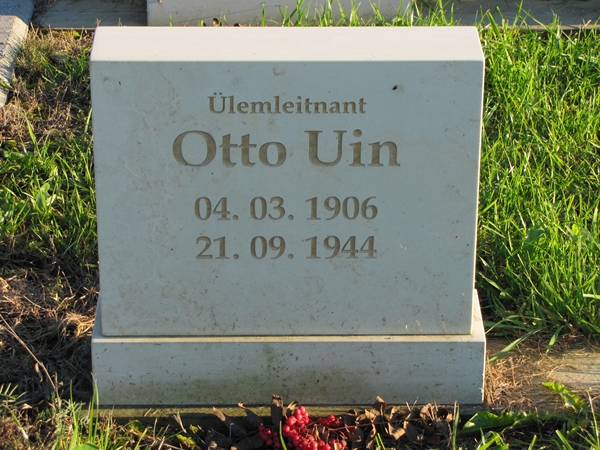 Ülemleitnant
Otto Uin
04. 03. 1906
21. 09. 1944